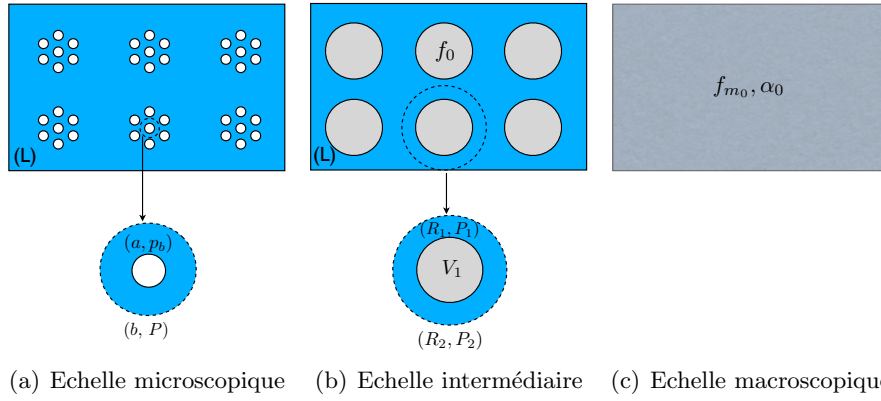 (L)
(a, p_b)
(b, P)
(a) Echelle microscopique
f_0
(L)
(R_1, P_1)
V_1
(R_2, P_2)
(b) Echelle intermédiaire
f_{m_0}, α_0
(c) Echelle macroscopique